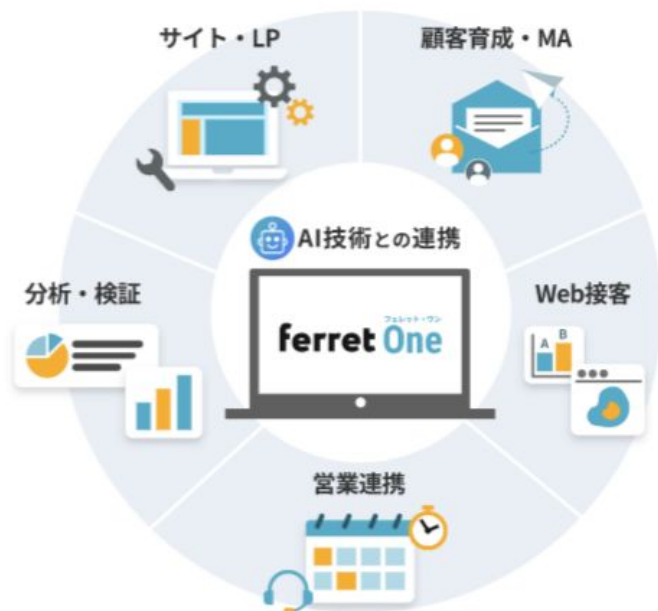 サイト・LP
顧客育成・MA
AI技術との連携
フェレット・ワン
ferret One
分析・検証
Web接客
A
B
営業連携